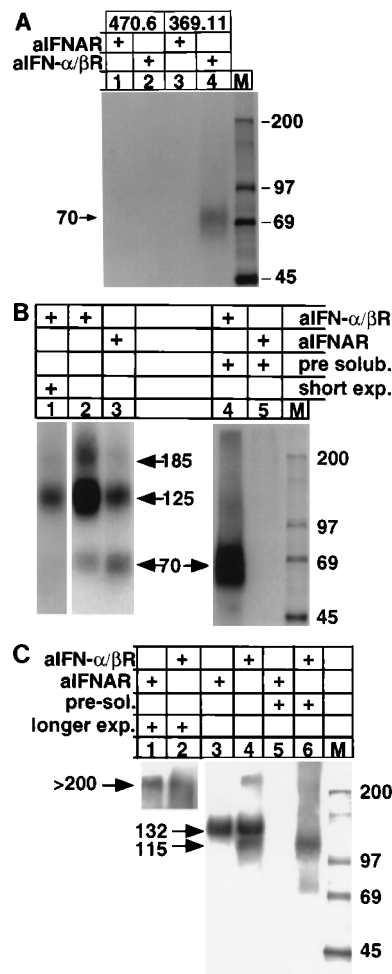 A
470.6 369.11
aIFNAR + +
aIFN-α/βR + +
1 2 3 4 M
-200
-97
70
-69
-45
B
+ + + aIFN-α/βR
+ + aIFNAR
+ + pre solub.
+ short exp.
1 2 3 4 5 M
185
200
125
97
70
69
45
C
aIFN-α/βR + + +
aIFNAR + + +
pre-sol. + +
longer exp. + +
1 2 3 4 5 6 M
>200
200
132
115
97
69
45